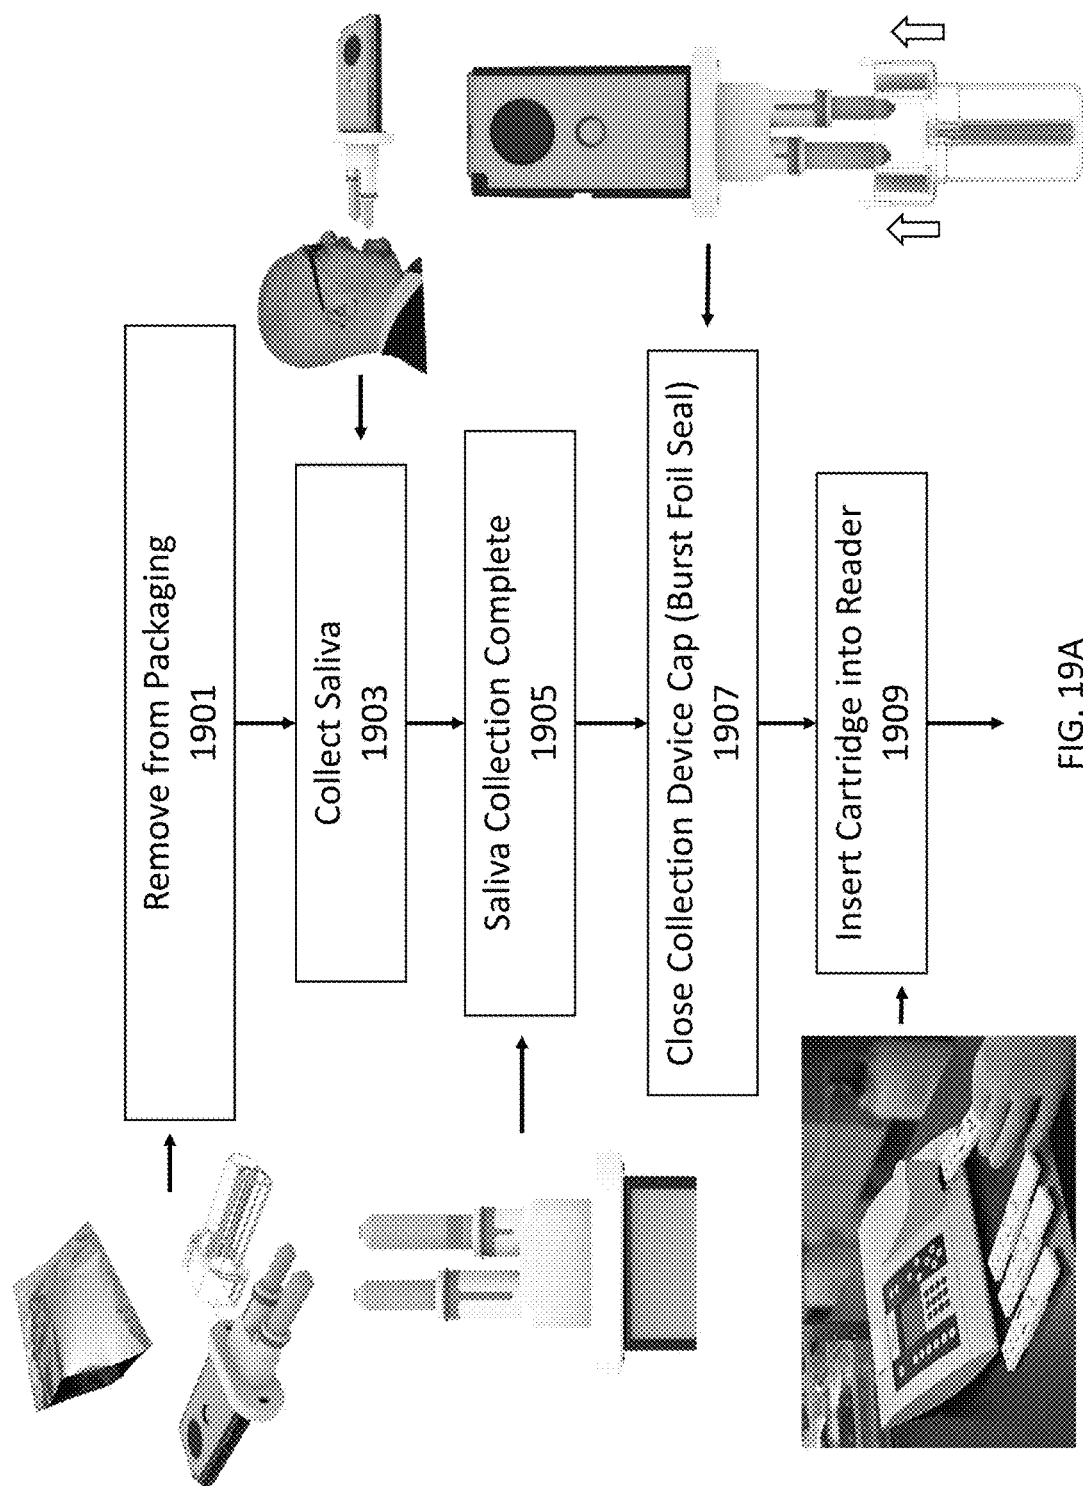 Remove from Packaging
1901
Collect Saliva
1903
Saliva Collection Complete
1905
Close Collection Device Cap (Burst Foil Seal)
1907
Insert Cartridge into Reader
1909
FIG. 19A